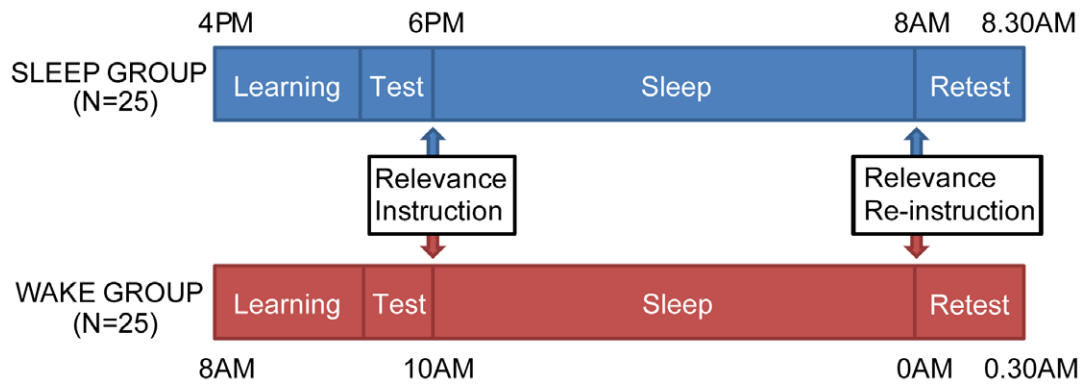 4PM 6PM 8AM 8.30AM
SLEEP GROUP
(N=25)
Learning Test Sleep Retest
Relevance
Instruction
Relevance
Re-instruction
WAKE GROUP
(N=25)
Learning Test Sleep Retest
8AM 10AM 0AM 0.30AM